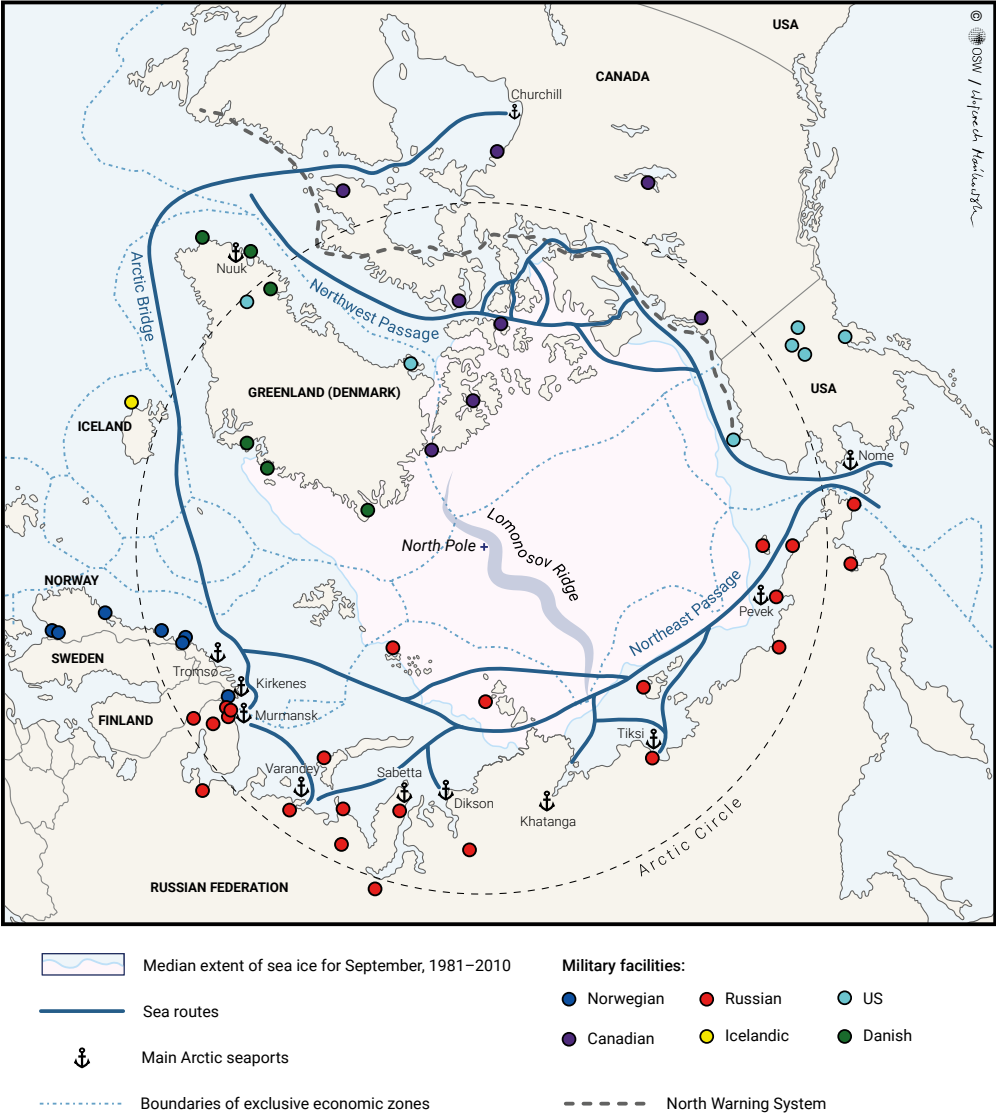 USA
© OSW / Wojciech Mańkowski
CANADA
Churchill
Nuuk
Arctic Bridge
Northwest Passage
GREENLAND (DENMARK)
USA
ICELAND
Nome
Lomonosov Ridge
North Pole
NORWAY
Northeast Passage
Pevek
SWEDEN
Tromsø
Kirkenes
FINLAND
Murmansk
Tiksi
Varandey
Sabetta
Dikson
Khatanga
Arctic Circle
RUSSIAN FEDERATION
Median extent of sea ice for September, 1981–2010
Sea routes
Main Arctic seaports
Boundaries of exclusive economic zones
Military facilities:
Norwegian
Russian
US
Canadian
Icelandic
Danish
North Warning System